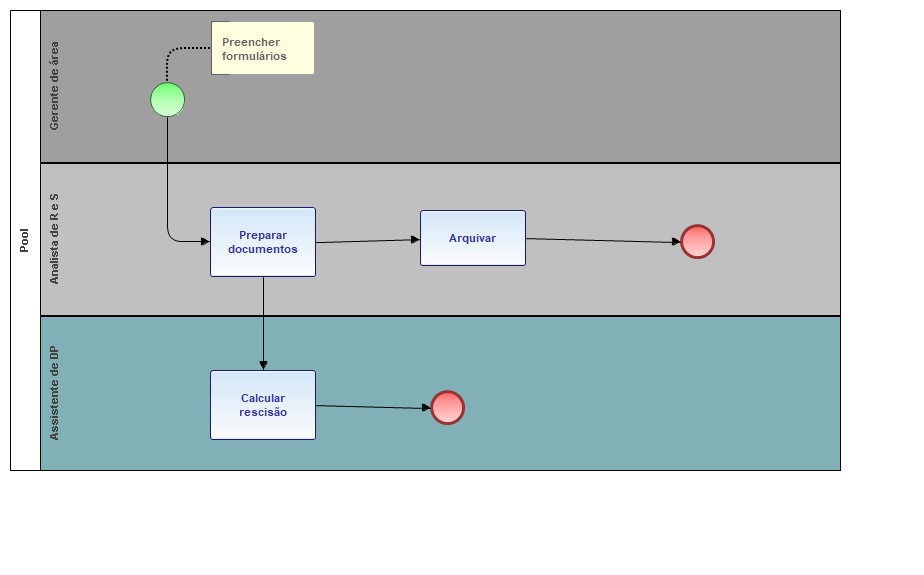 Pool
Gerente de área
Preencher
formulários
Analista de R e S
Preparar
documentos
Arquivar
Assistente de DP
Calcular
rescisão